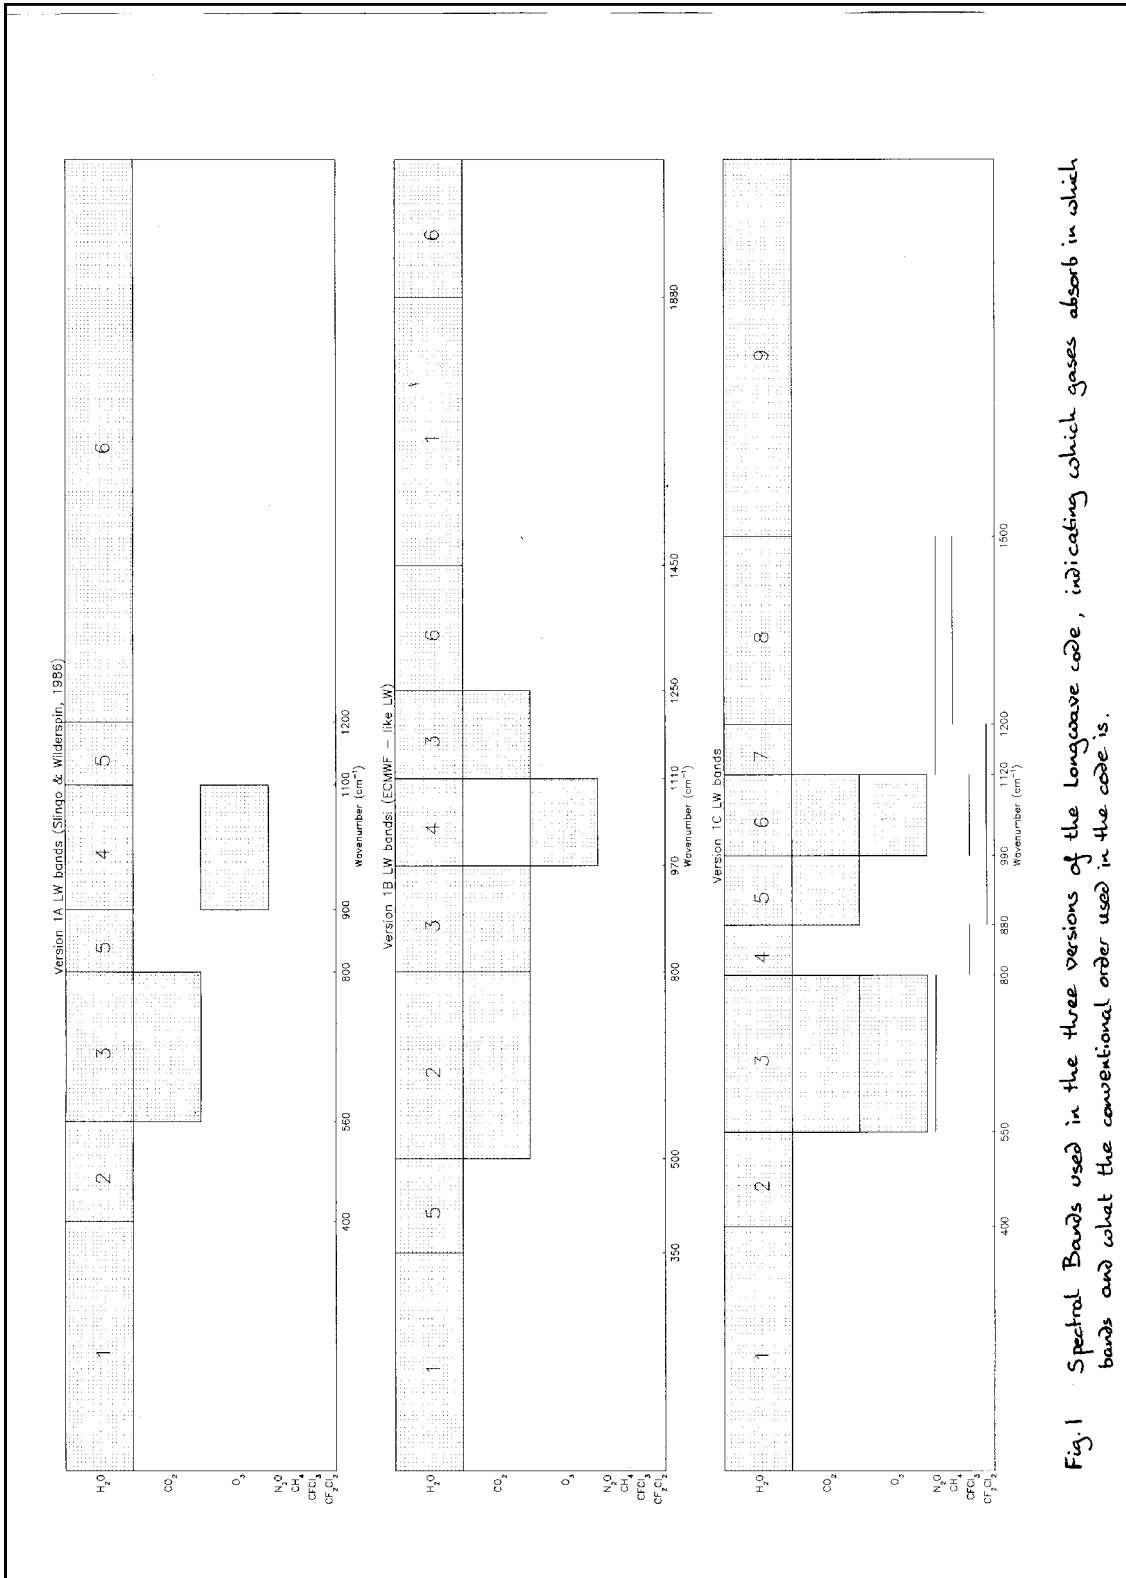 Version 1A LW bands (Slingo & Wilderspin, 1986)
H₂O
CO₂
O₃
N₂O
CH₄
CFCl₃
CF₂Cl₂
1 2 3 5 4 5 6
400 560 800 900 1100 1200
Wavenumber (cm⁻¹)
Version 1B LW bandsi (ECMWF – like LW)
H₂O
CO₂
O₃
N₂O
CH₄
CFCl₃
CF₂Cl₂
1 5 2 3 4 3 6 1 6
350 500 800 970 1110 1250 1450 1880
Wavenumber (cm⁻¹)
Version 1C LW bands
H₂O
CO₂
O₃
N₂O
CH₄
CFCl₃
CF₂Cl₂
1 2 3 4 5 6 7 8 9
400 550 800 880 990 1120 1200 1500
Wavenumber (cm⁻¹)
Fig.1 Spectral Bands used in the three versions of the Longwave code, indicating which gases absorb in which
bands and what the conventional order used in the code is.